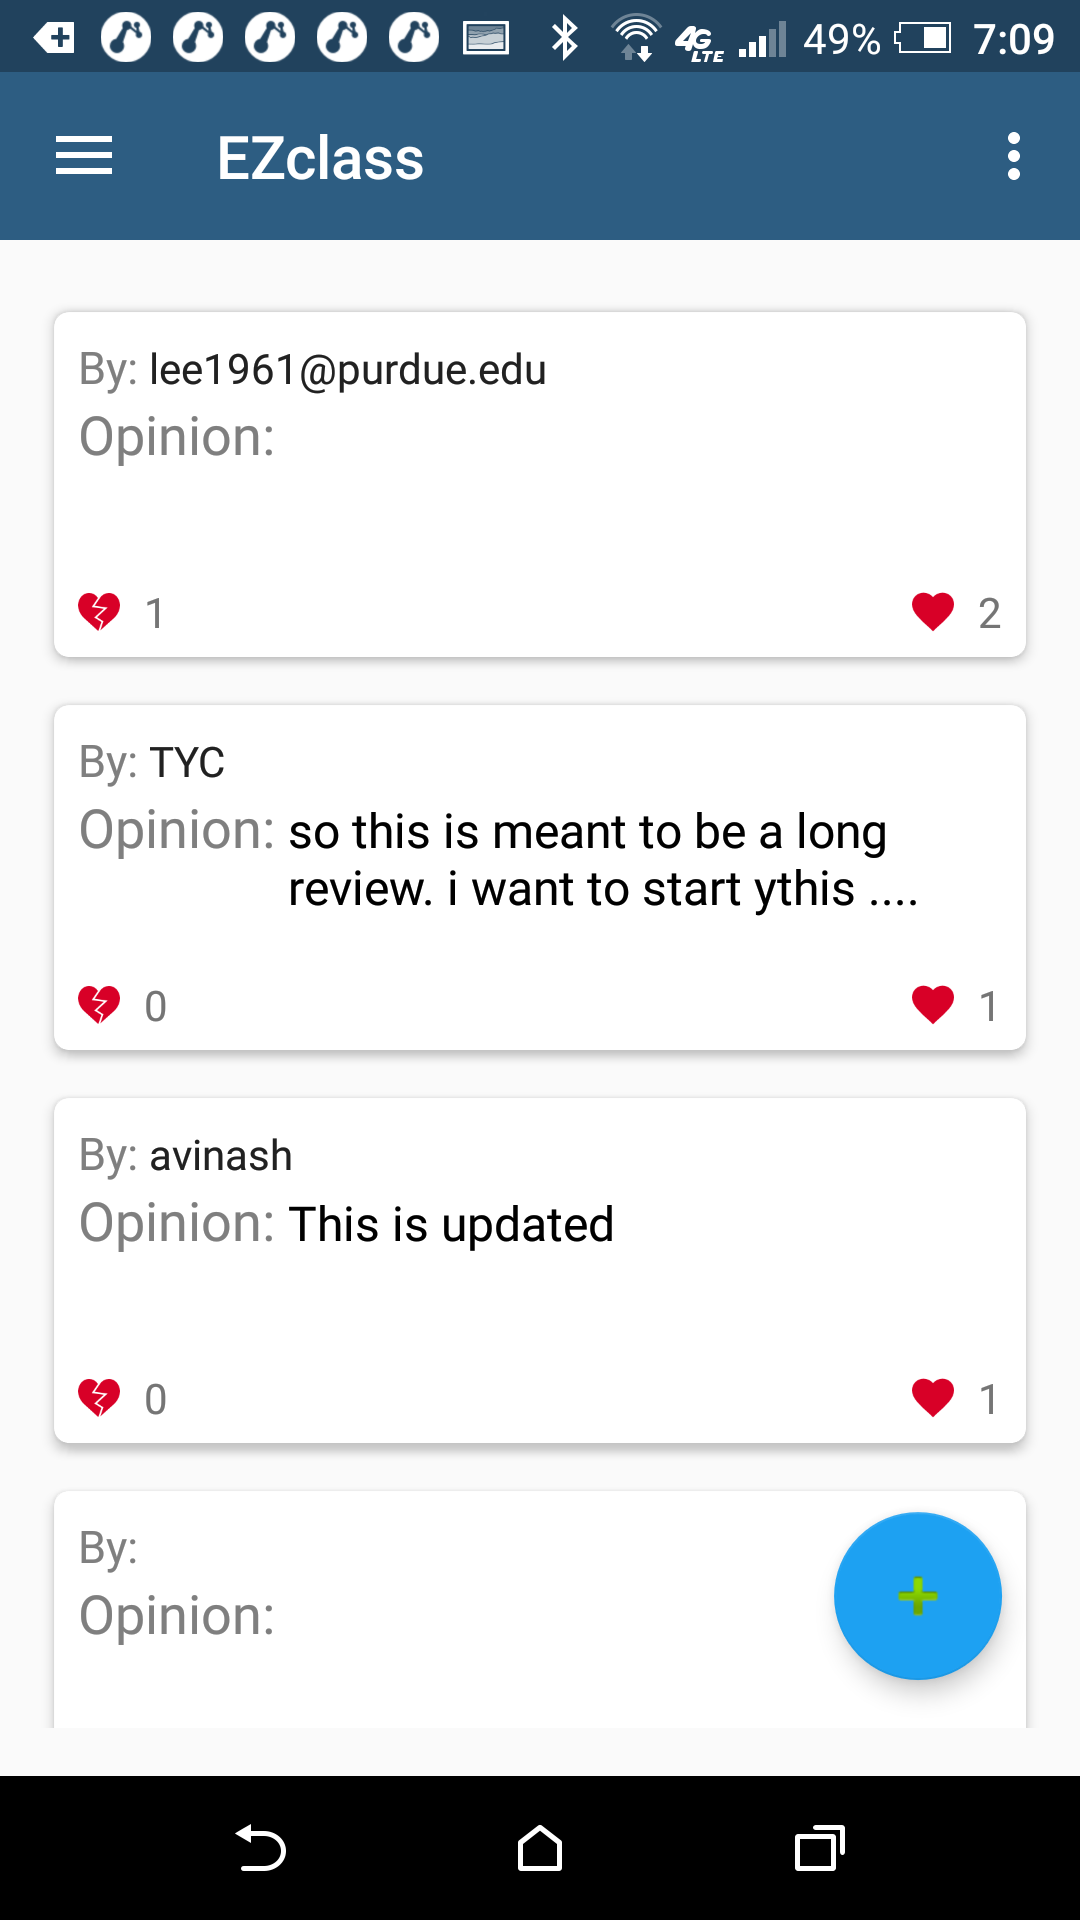 4G LTE 49% 7:09
EZclass
By: lee1961@purdue.edu
Opinion:
1 2
By: TYC
Opinion: so this is meant to be a long
review. i want to start ythis ....
0 1
By: avinash
Opinion: This is updated
0 1
By:
Opinion: